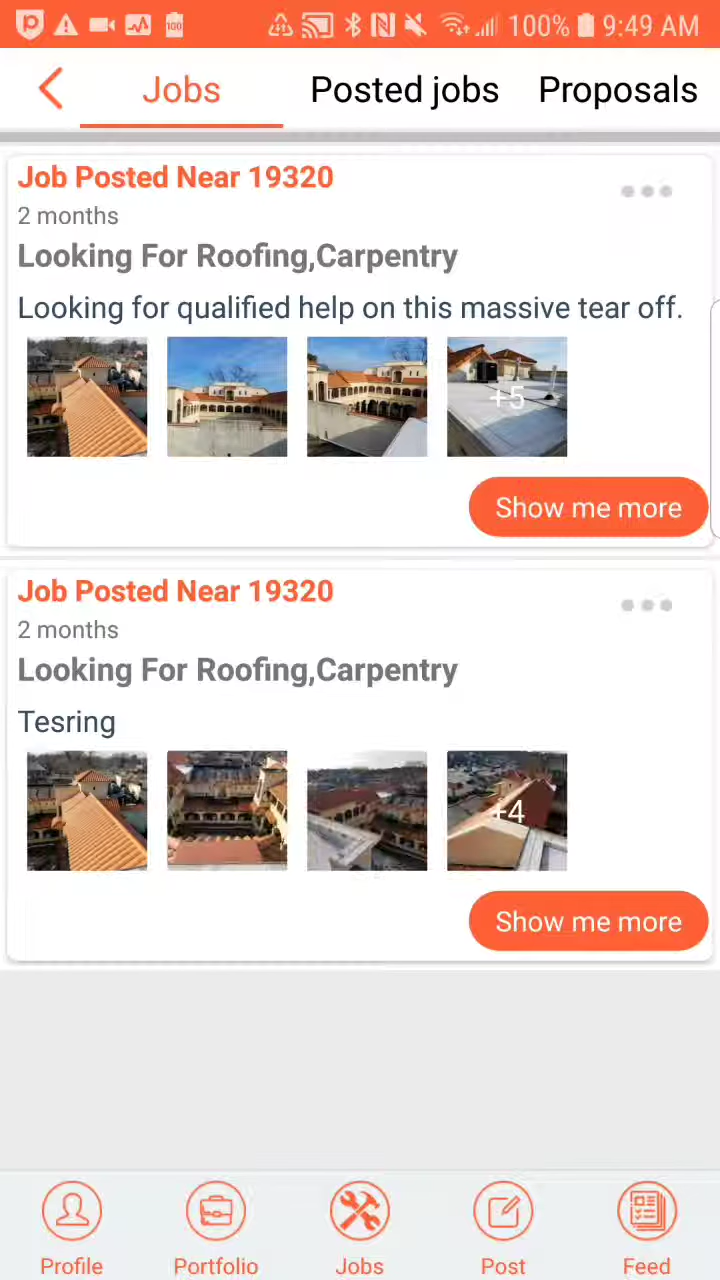 100% 9:49 AM
Jobs Posted jobs Proposals
Job Posted Near 19320
2 months
Looking For Roofing,Carpentry
Looking for qualified help on this massive tear off.
+5
Show me more
Job Posted Near 19320
2 months
Looking For Roofing,Carpentry
Tesring
+4
Show me more
Profile Portfolio Jobs Post Feed